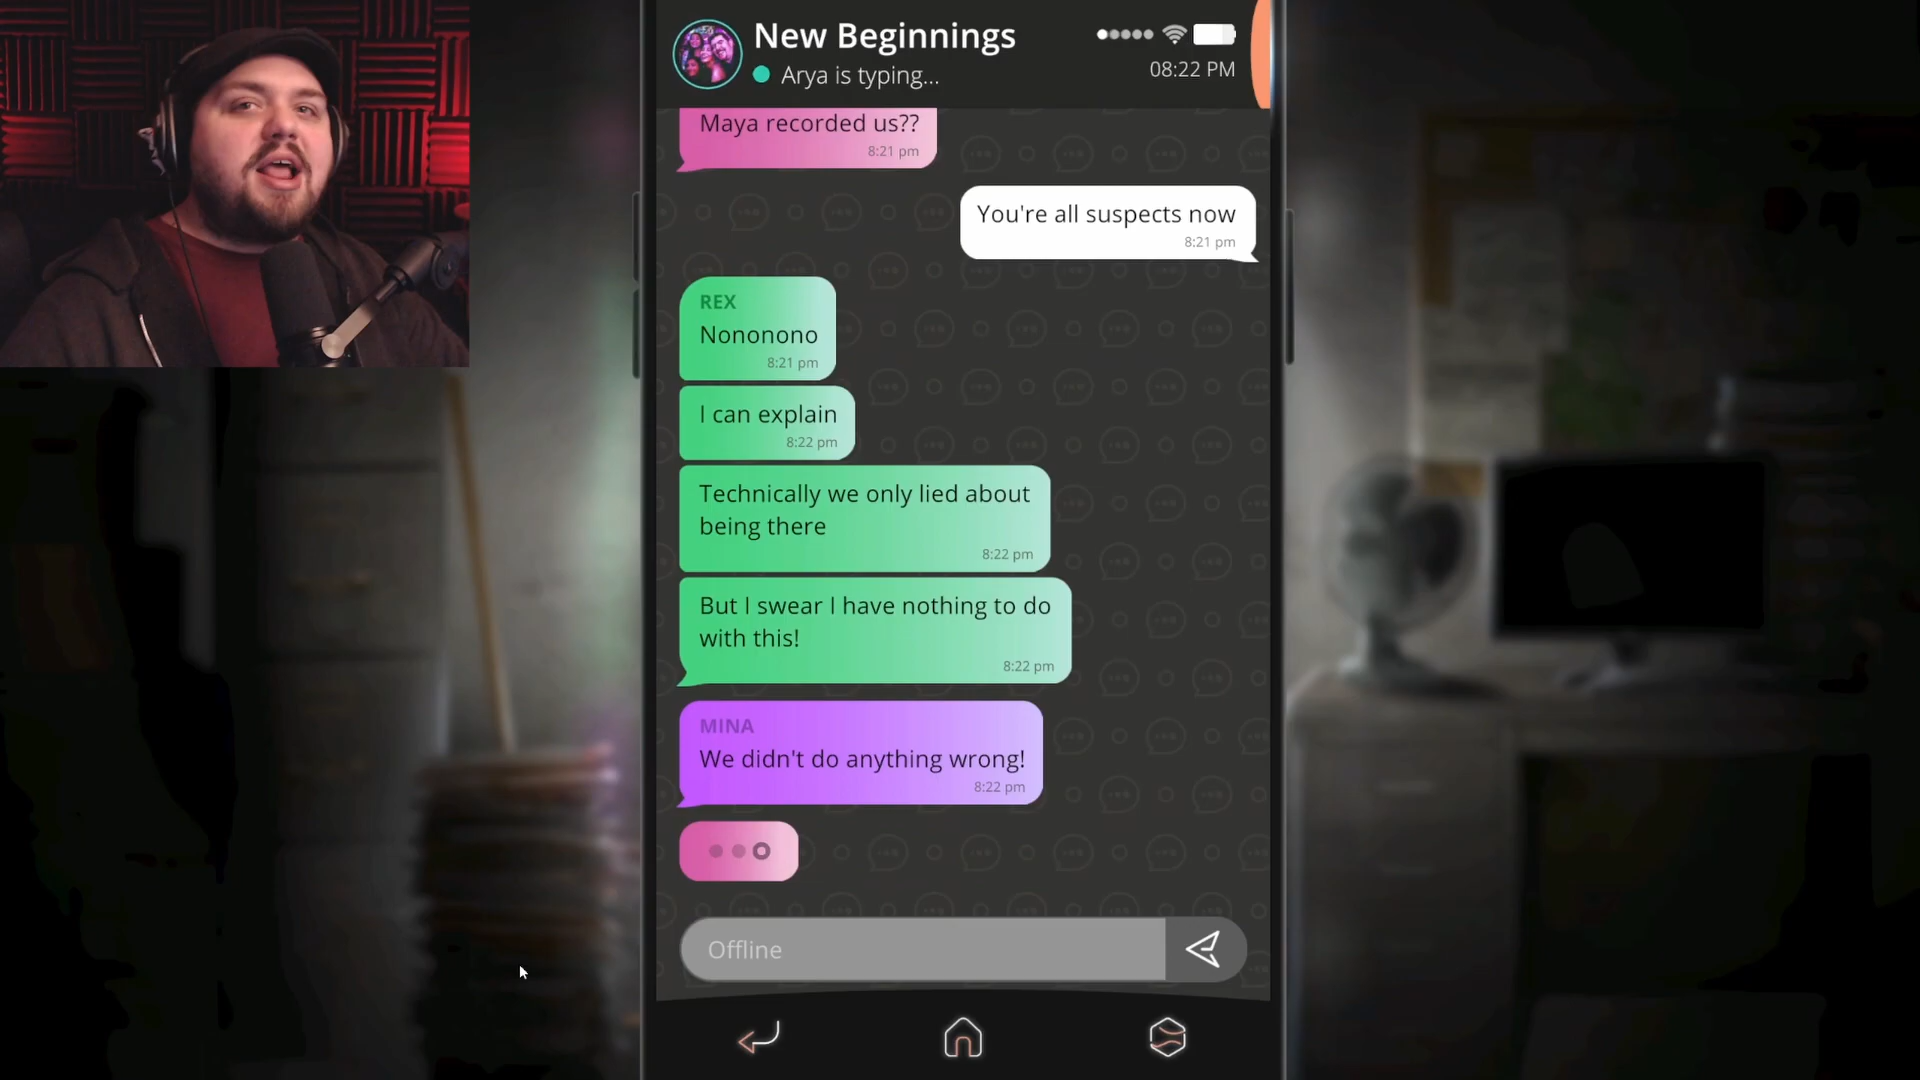 New Beginnings
Arya is typing...
08:22 PM
Maya recorded us??
8:21 pm
You're all suspects now
8:21 pm
REX
Nononono
8:21 pm
I can explain
8:22 pm
Technically we only lied about
being there
8:22 pm
But I swear I have nothing to do
with this!
8:22 pm
MINA
We didn't do anything wrong!
8:22 pm
Offline